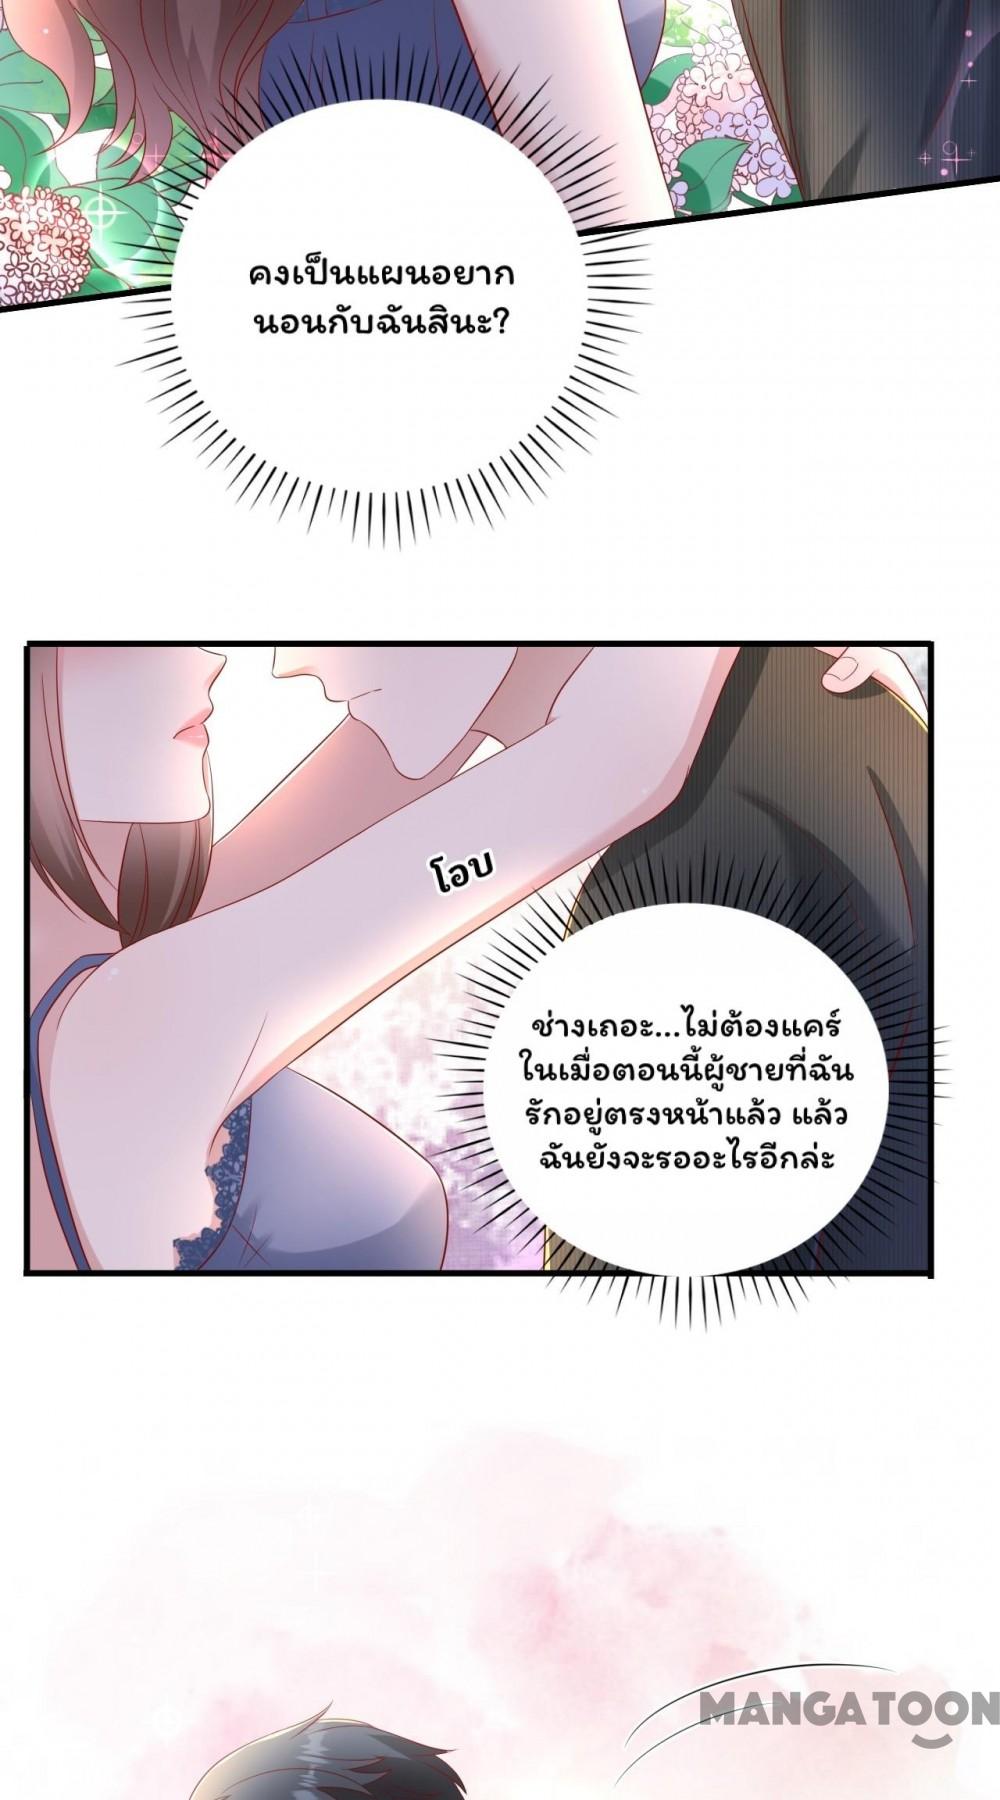 คงเป็นแผนอยาก
นอนกับฉันสินะ?
โอบ
ช่างเถอะ...ไม่ต้องแคร์
ในเมื่อตอนนี้ผู้ชายที่ฉัน
รักอยู่ตรงหน้าแล้ว แล้ว
ฉันยังจะรออะไรอีกล่ะ
MANGATOON